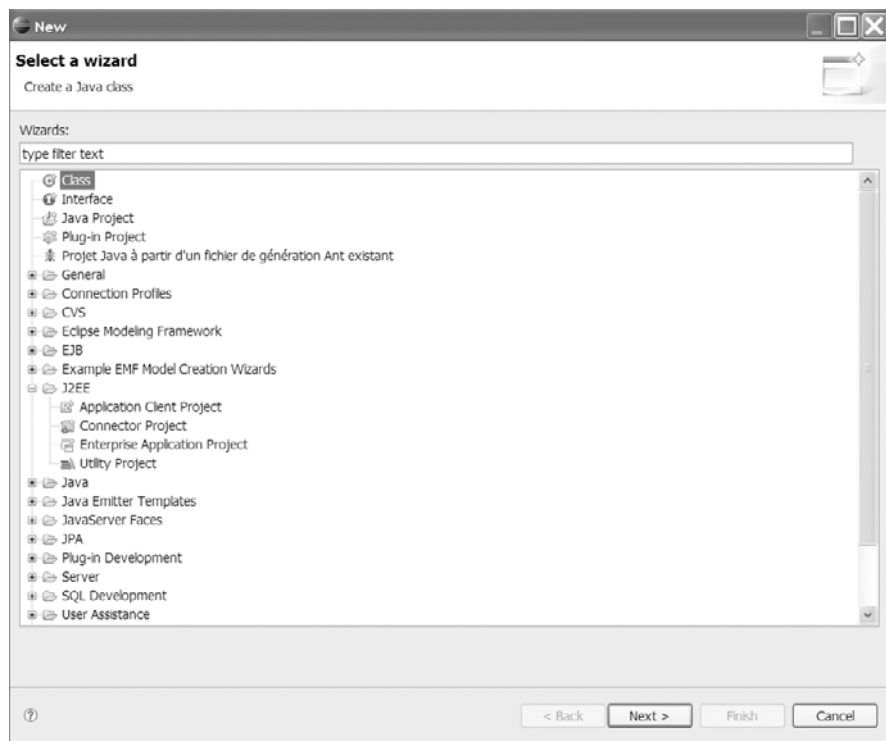 New
Select a wizard
Create a Java class
Wizards:
type filter text
Class
Interface
Java Project
Plug-in Project
Projet Java à partir d'un fichier de génération Ant existant
General
Connection Profiles
CVS
Eclipse Modeling Framework
EJB
Example EMF Model Creation Wizards
J2EE
Application Client Project
Connector Project
Enterprise Application Project
Utility Project
Java
Java Emitter Templates
JavaServer Faces
JPA
Plug-in Development
Server
SQL Development
User Assistance
< Back Next > Finish Cancel